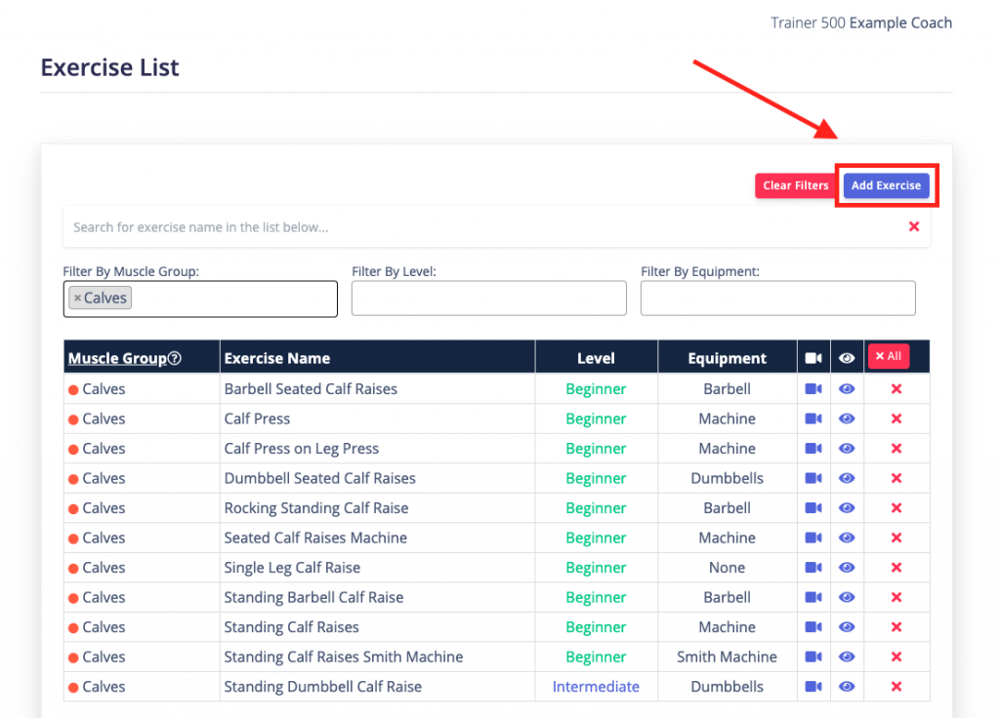 Trainer 500 Example Coach
Exercise List
Clear Filters Add Exercise
Search for exercise name in the list below...
Filter By Muscle Group: Filter By Level: Filter By Equipment:
× Calves
Muscle Group Exercise Name Level Equipment × All
Calves Barbell Seated Calf Raises Beginner Barbell
Calves Calf Press Beginner Machine
Calves Calf Press on Leg Press Beginner Machine
Calves Dumbbell Seated Calf Raises Beginner Dumbbells
Calves Rocking Standing Calf Raise Beginner Barbell
Calves Seated Calf Raises Machine Beginner Machine
Calves Single Leg Calf Raise Beginner None
Calves Standing Barbell Calf Raise Beginner Barbell
Calves Standing Calf Raises Beginner Machine
Calves Standing Calf Raises Smith Machine Beginner Smith Machine
Calves Standing Dumbbell Calf Raise Intermediate Dumbbells